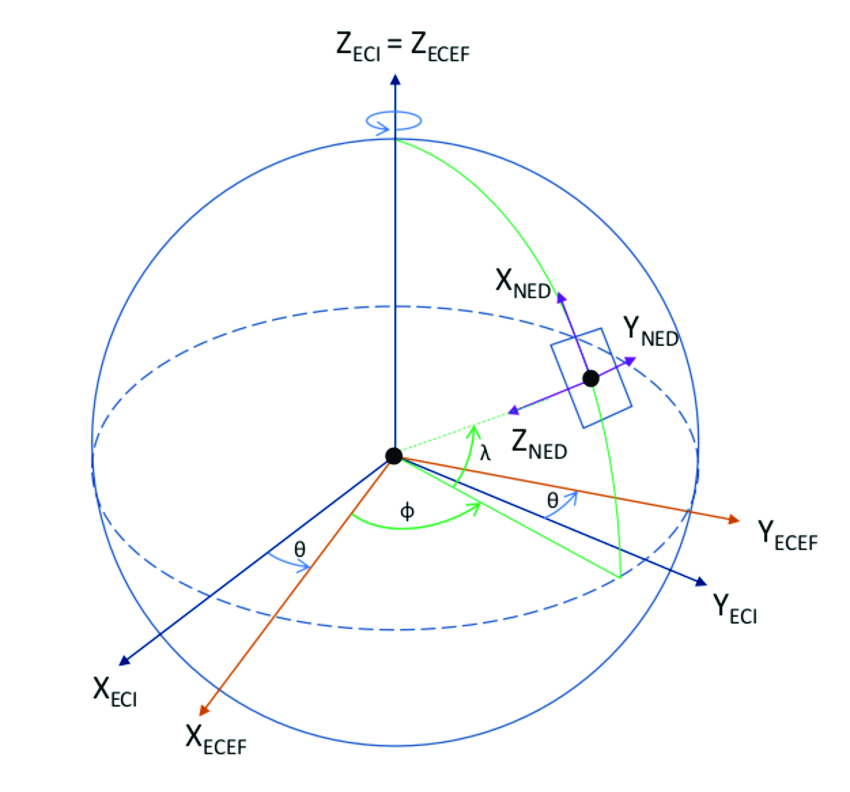 Z_ECI = Z_ECEF
X_NED
Y_NED
Z_NED
λ
θ
ϕ
θ
Y_ECEF
Y_ECI
X_ECI
X_ECEF